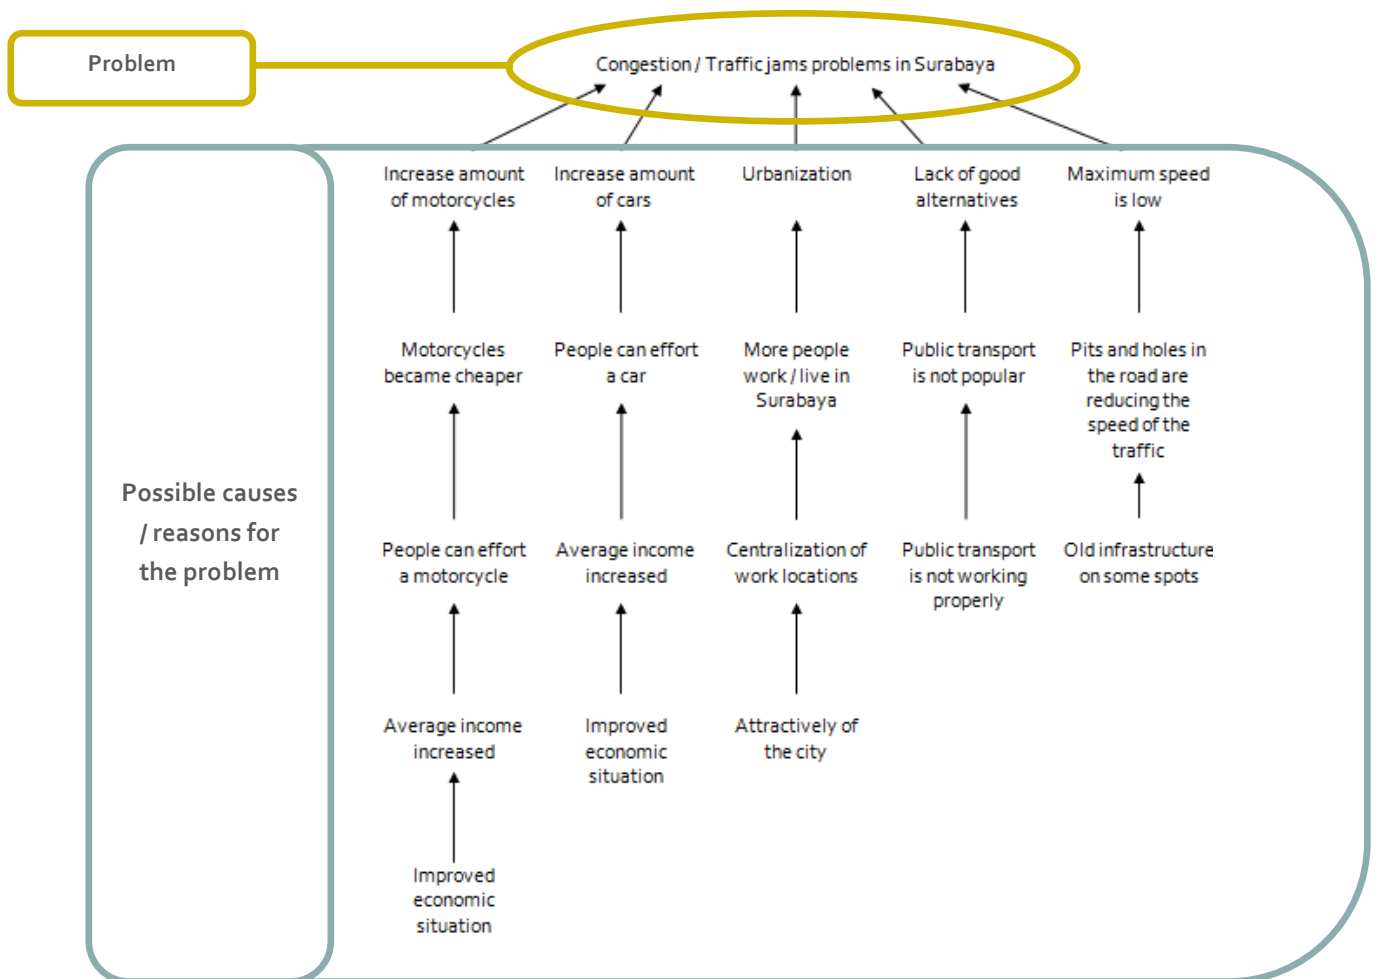 Problem
Congestion / Traffic jams problems in Surabaya
Increase amount
of motorcycles
Increase amount
of cars
Urbanization
Lack of good
alternatives
Maximum speed
is low
Motorcycles
became cheaper
People can effort
a car
More people
work / live in
Surabaya
Public transport
is not popular
Pits and holes in
the road are
reducing the
speed of the
traffic
Possible causes
/ reasons for
the problem
People can effort
a motorcycle
Average income
increased
Centralization of
work locations
Public transport
is not working
properly
Old infrastructure
on some spots
Average income
increased
Improved
economic
situation
Attractively of
the city
Improved
economic
situation